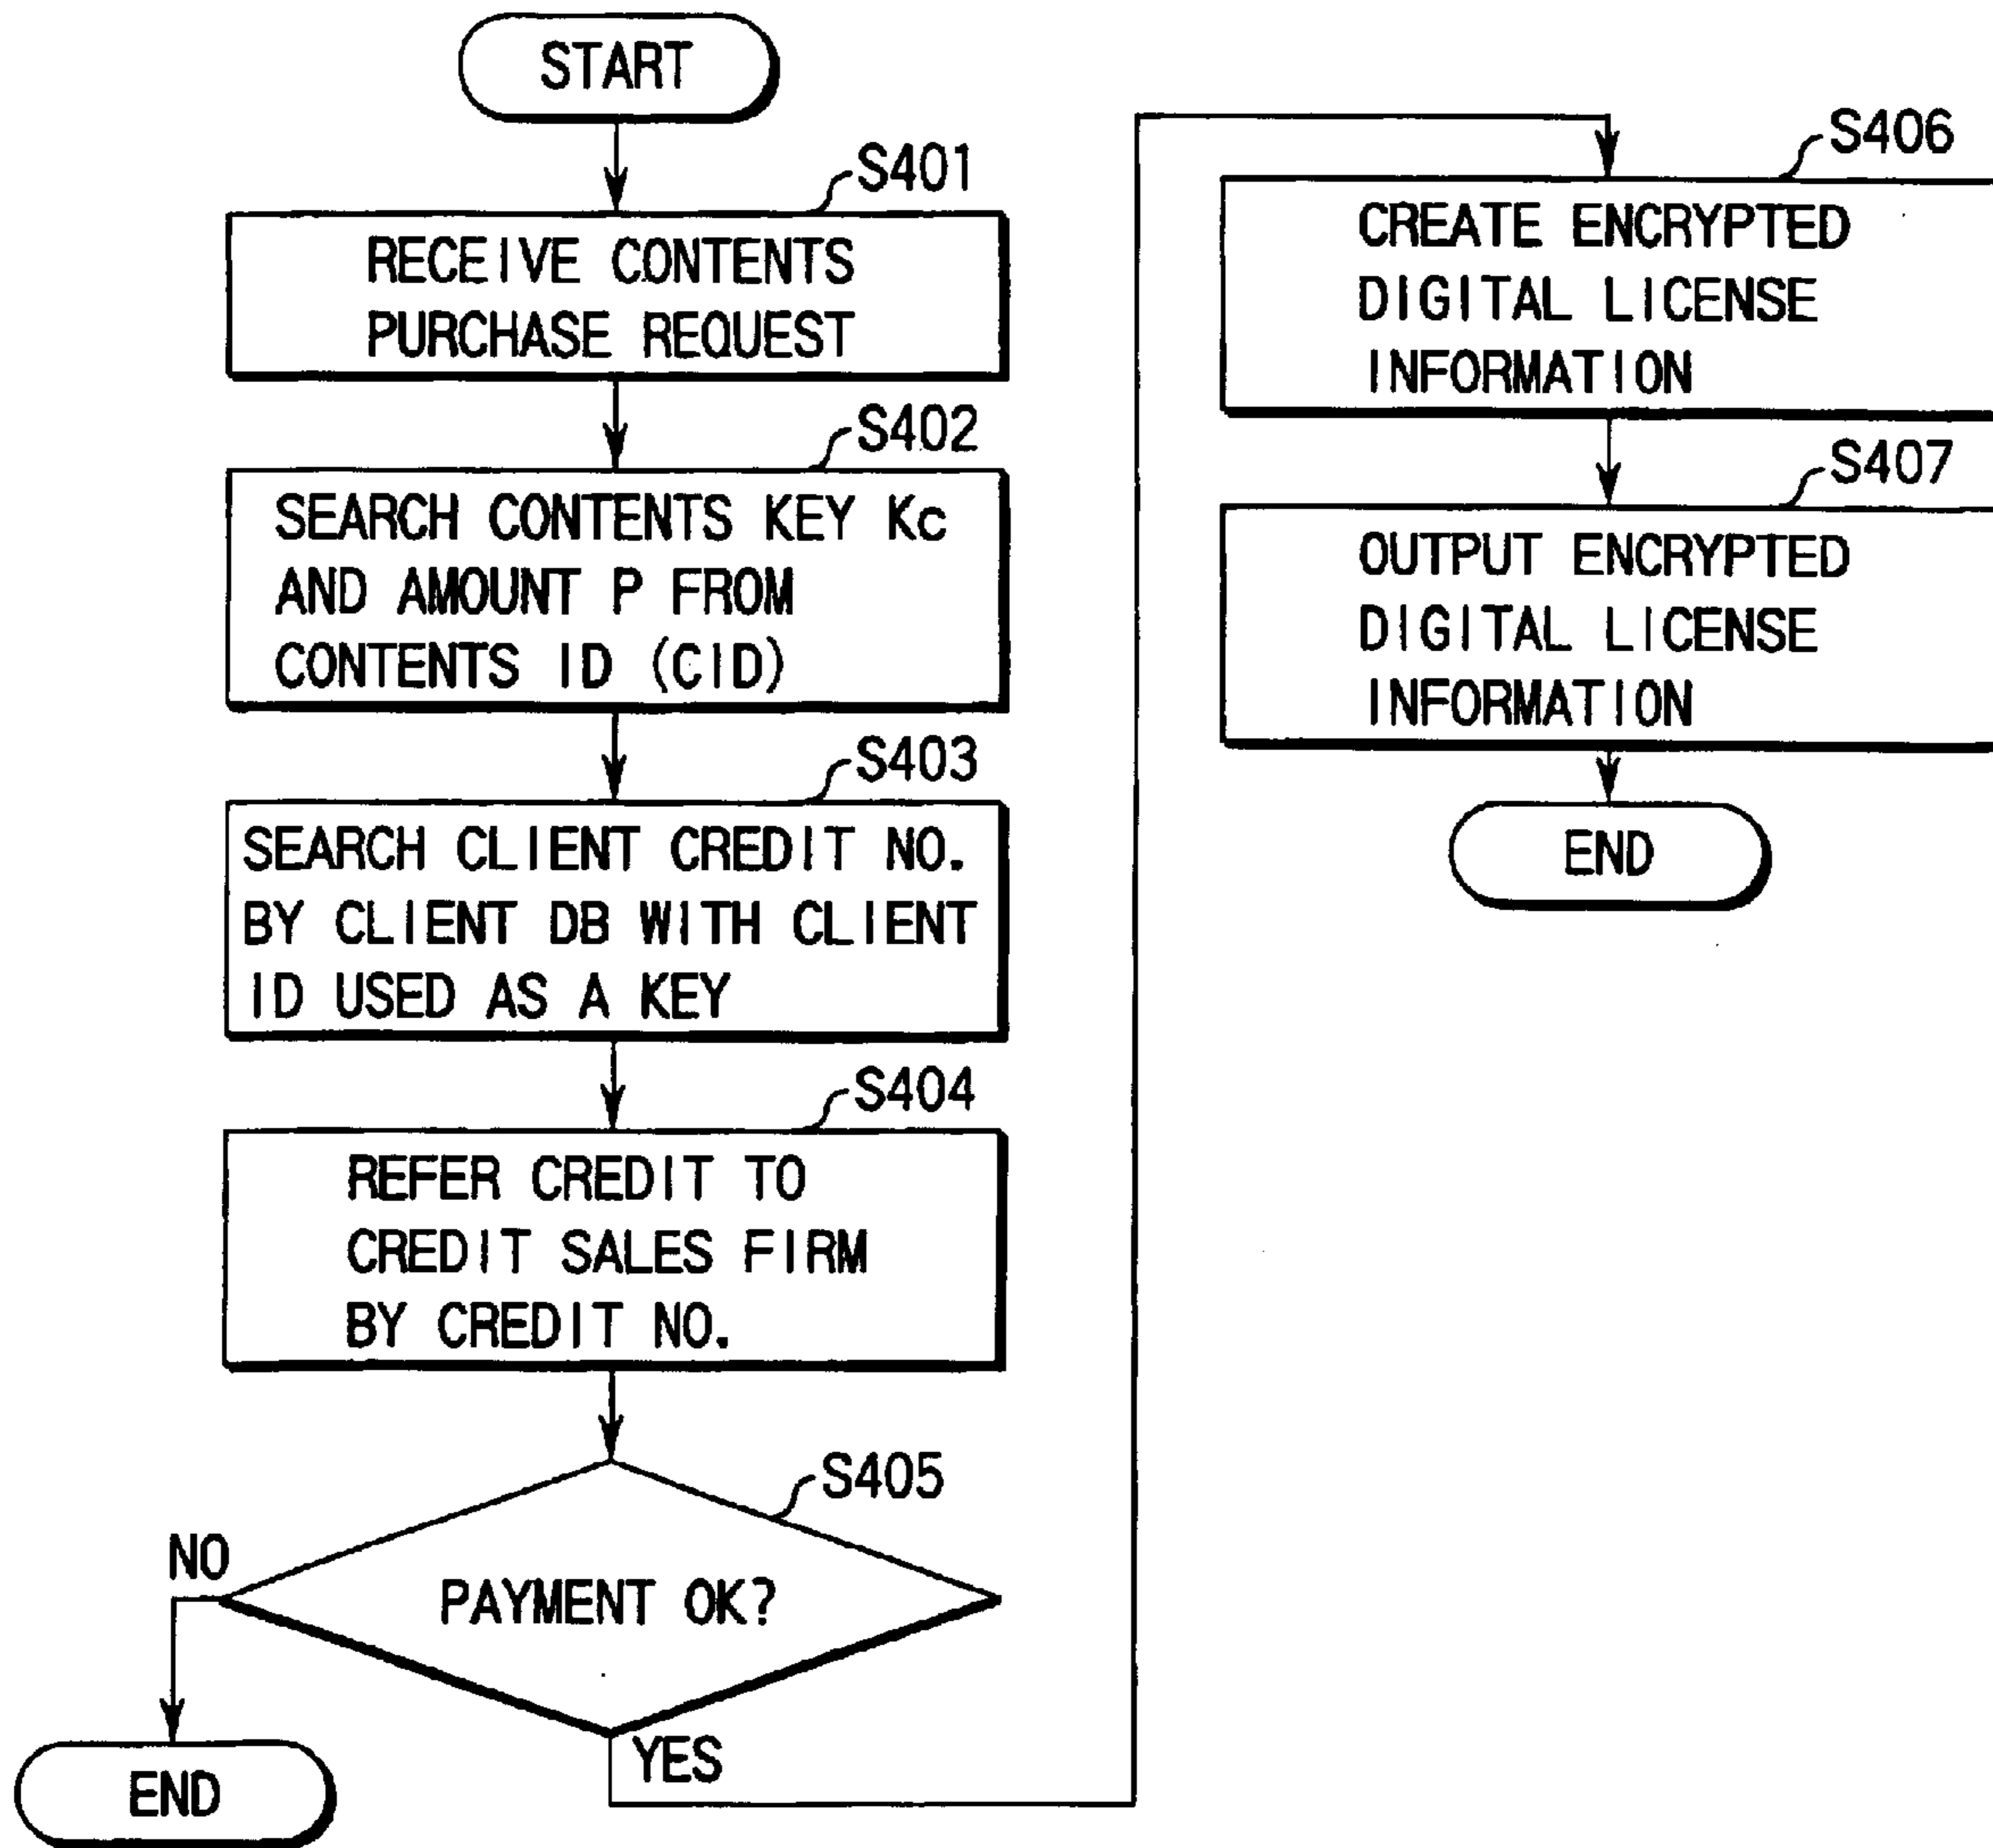 START
S401
RECEIVE CONTENTS
PURCHASE REQUEST
S402
SEARCH CONTENTS KEY Kc
AND AMOUNT P FROM
CONTENTS ID (CID)
S403
SEARCH CLIENT CREDIT NO.
BY CLIENT DB WITH CLIENT
ID USED AS A KEY
S404
REFER CREDIT TO
CREDIT SALES FIRM
BY CREDIT NO.
S405
PAYMENT OK?
NO
END
YES
S406
CREATE ENCRYPTED
DIGITAL LICENSE
INFORMATION
S407
OUTPUT ENCRYPTED
DIGITAL LICENSE
INFORMATION
END